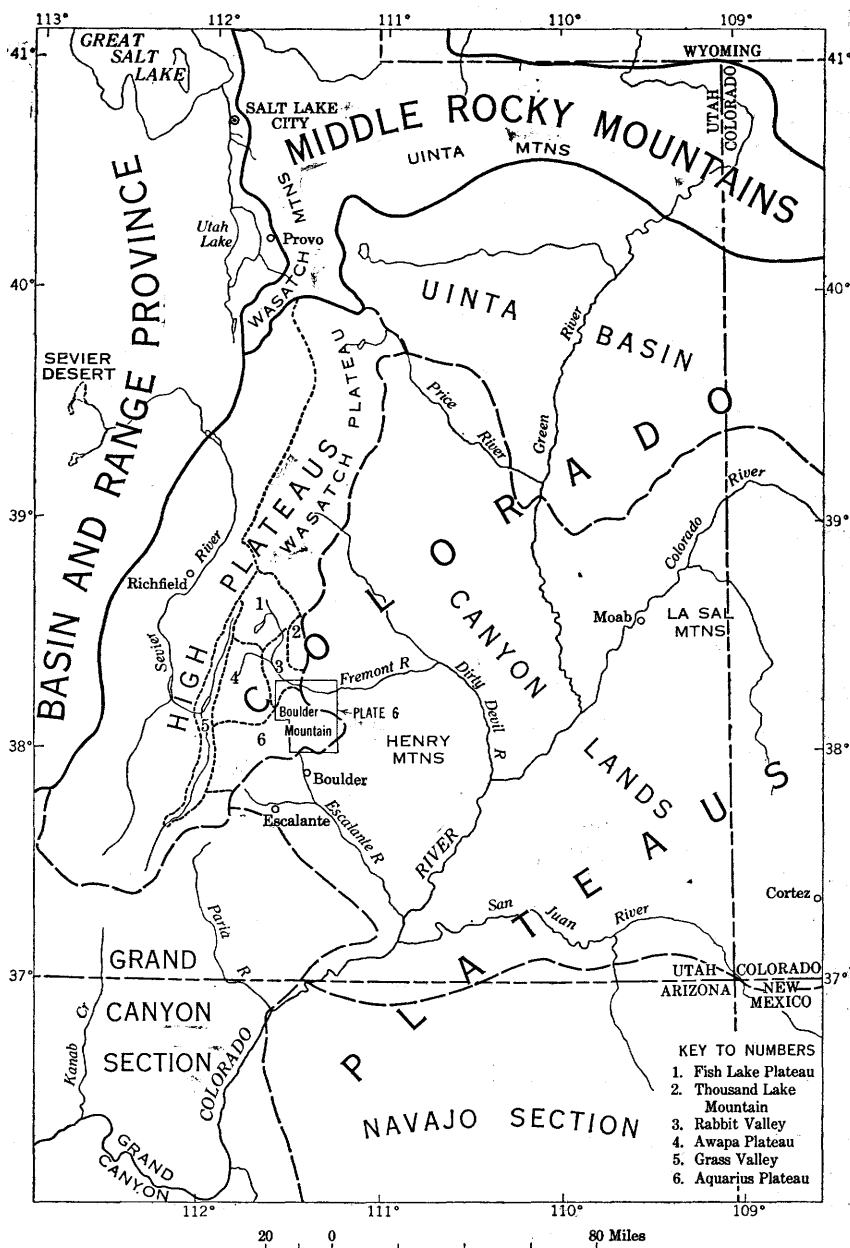 113° 112° 111° 110° 109°
41° 41°
GREAT
SALT
LAKE
WYOMING
UTAH
COLORADO
SALT LAKE
CITY
MIDDLE ROCKY MOUNTAINS
UINTA MTNS
WASATCH MTNS
Utah
Lake
Provo
40° 40°
UINTA BASIN
BASIN AND RANGE PROVINCE
SEVIER
DESERT
Price River
Green River
WASATCH PLATEAU
HIGH PLATEAUS
COLORADO PLATEAUS
39° 39°
Colorado River
Richfield
Sevier River
CANYON LANDS
Moab
LA SAL
MTNS
1
2
3
4
5
6
Fremont R
Dirty Devil R
Boulder
Mountain
PLATE 6
38° 38°
HENRY
MTNS
Boulder
Escalante
Escalante R
COLORADO RIVER
San Juan River
Cortez
Paria R
37° 37°
GRAND
CANYON
SECTION
UTAH COLORADO
ARIZONA NEW
MEXICO
Kanab Cr
GRAND
CANYON
NAVAJO SECTION
KEY TO NUMBERS
1. Fish Lake Plateau
2. Thousand Lake
Mountain
3. Rabbit Valley
4. Awapa Plateau
5. Grass Valley
6. Aquarius Plateau
112° 111° 110° 109°
20 0 80 Miles